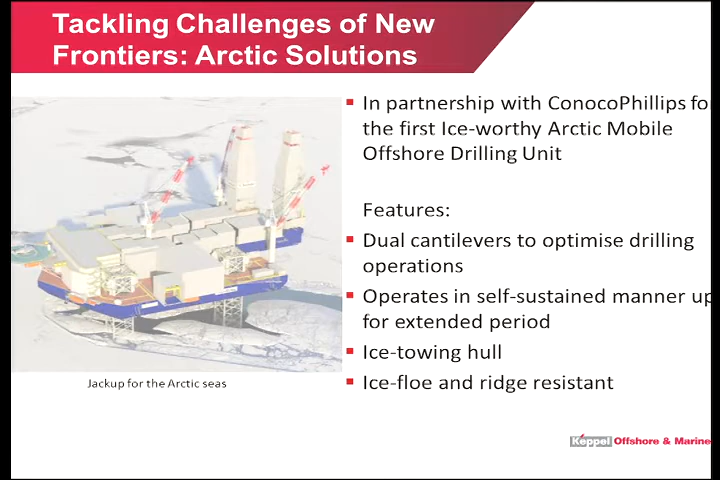 Tackling Challenges of New
Frontiers: Arctic Solutions
In partnership with ConocoPhillips for
the first Ice-worthy Arctic Mobile
Offshore Drilling Unit
Features:
Dual cantilevers to optimise drilling
operations
Operates in self-sustained manner up
for extended period
Ice-towing hull
Ice-floe and ridge resistant
Jackup for the Arctic seas
Keppel Offshore & Marine